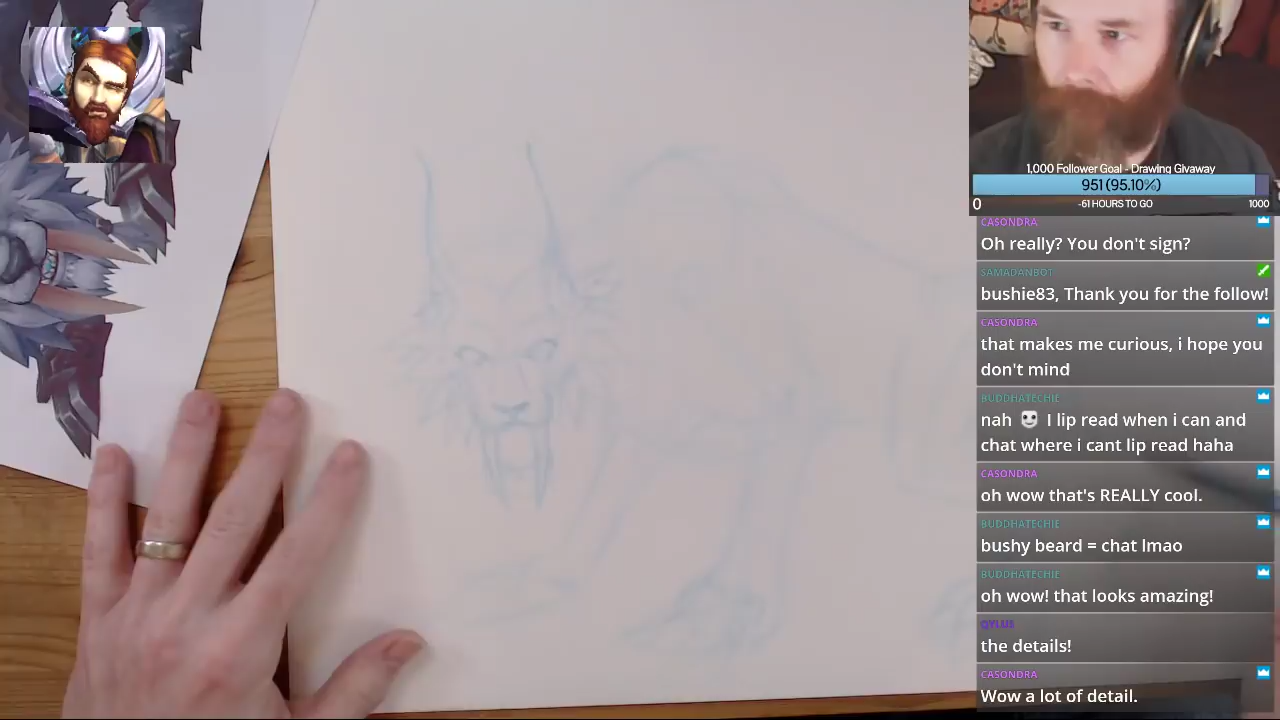 1,000 Follower Goal - Drawing Givaway
951 (95.10%)
0
-61 HOURS TO GO
1000
CASONDRA
Oh really? You don't sign?
SAMADANBOT
bushie83, Thank you for the follow!
CASONDRA
that makes me curious, i hope you
don't mind
BUDDHATECHIE
nah I lip read when i can and
chat where i cant lip read haha
CASONDRA
oh wow that's REALLY cool.
BUDDHATECHIE
bushy beard = chat lmao
BUDDHATECHIE
oh wow! that looks amazing!
QYLUS
the details!
CASONDRA
Wow a lot of detail.